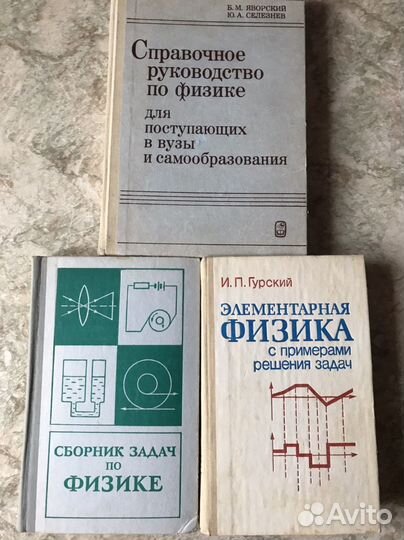 Б. М. ЯВОРСКИЙ
Ю. А. СЕЛЕЗНЕВ
Справочное
руководство
по физике
для
поступающих
в вузы
и самообразования
СБОРНИК ЗАДАЧ
ПО
ФИЗИКЕ
И. П. Гурский
ЭЛЕМЕНТАРНАЯ
ФИЗИКА
с примерами
решения задач
Avito